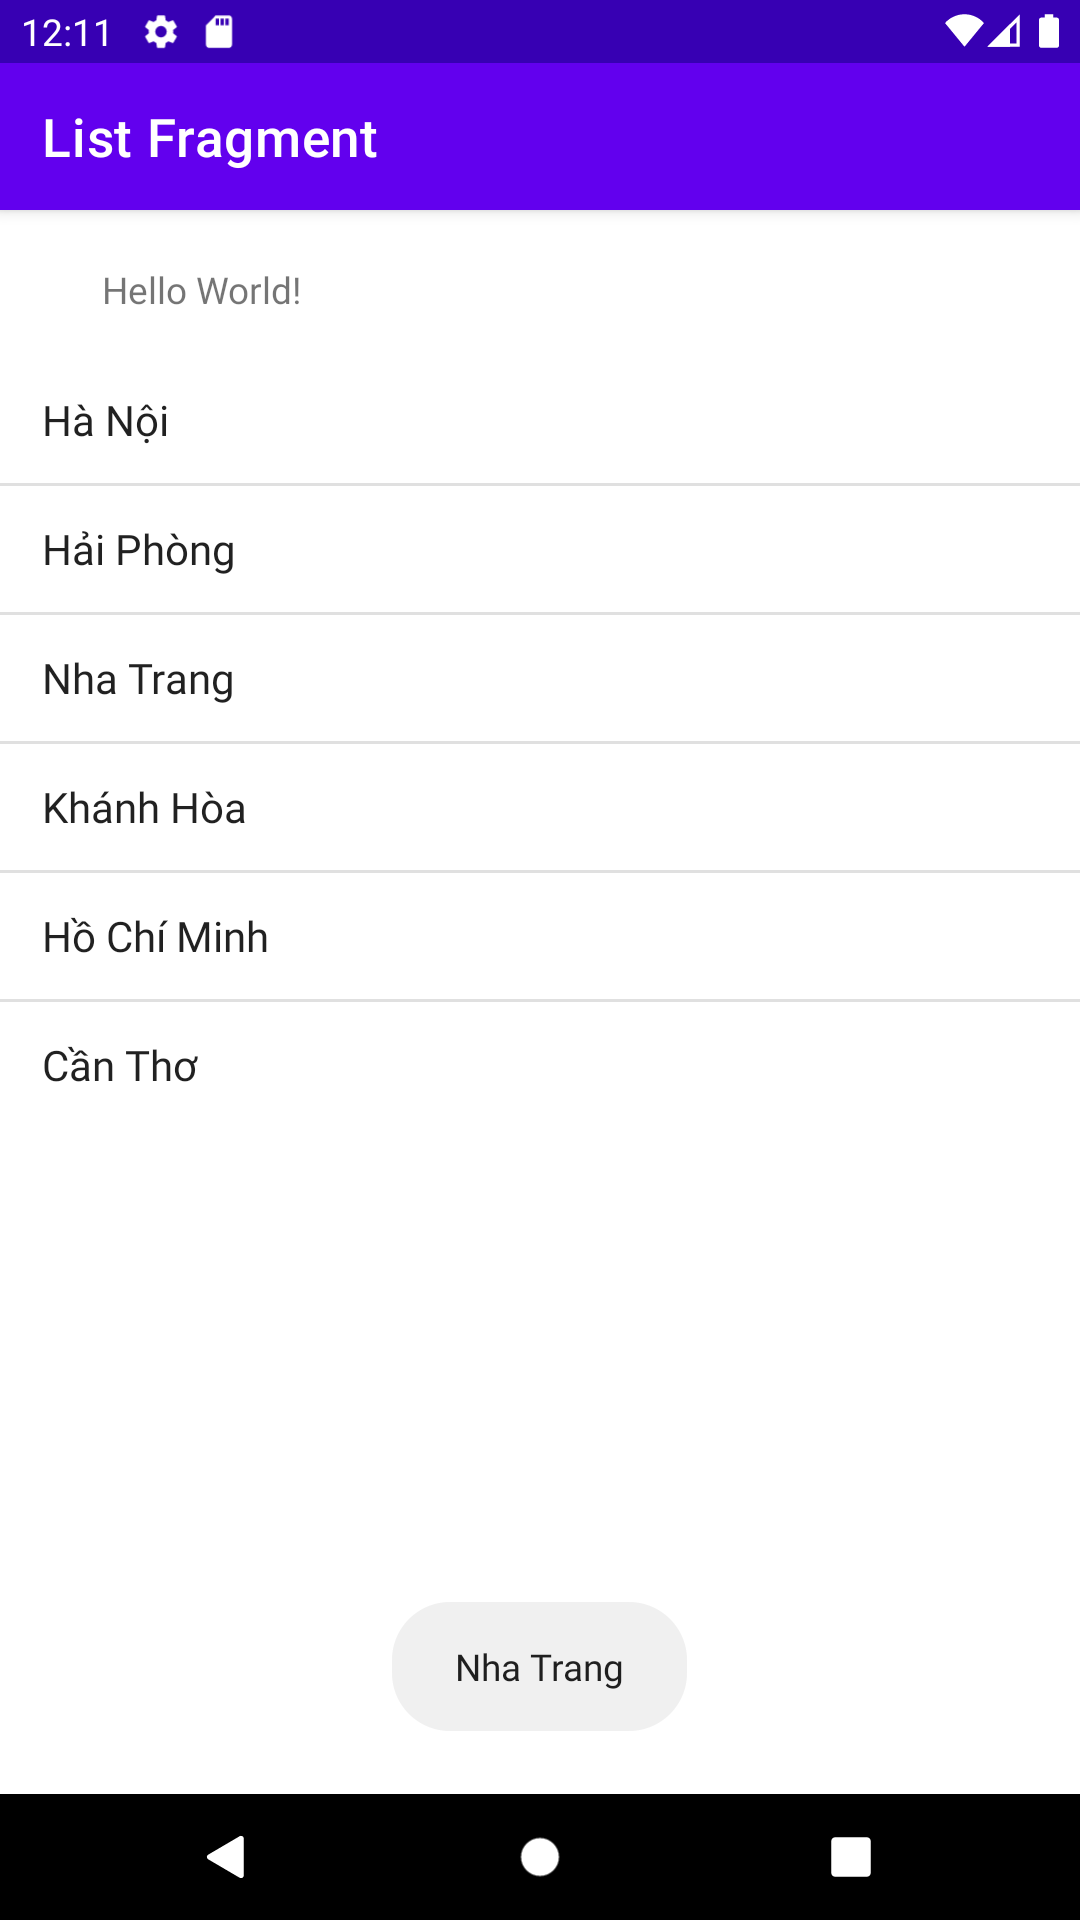 12:11
List Fragment
Hello World!
Hà Nội
Hải Phòng
Nha Trang
Khánh Hòa
Hồ Chí Minh
Cần Thơ
Nha Trang